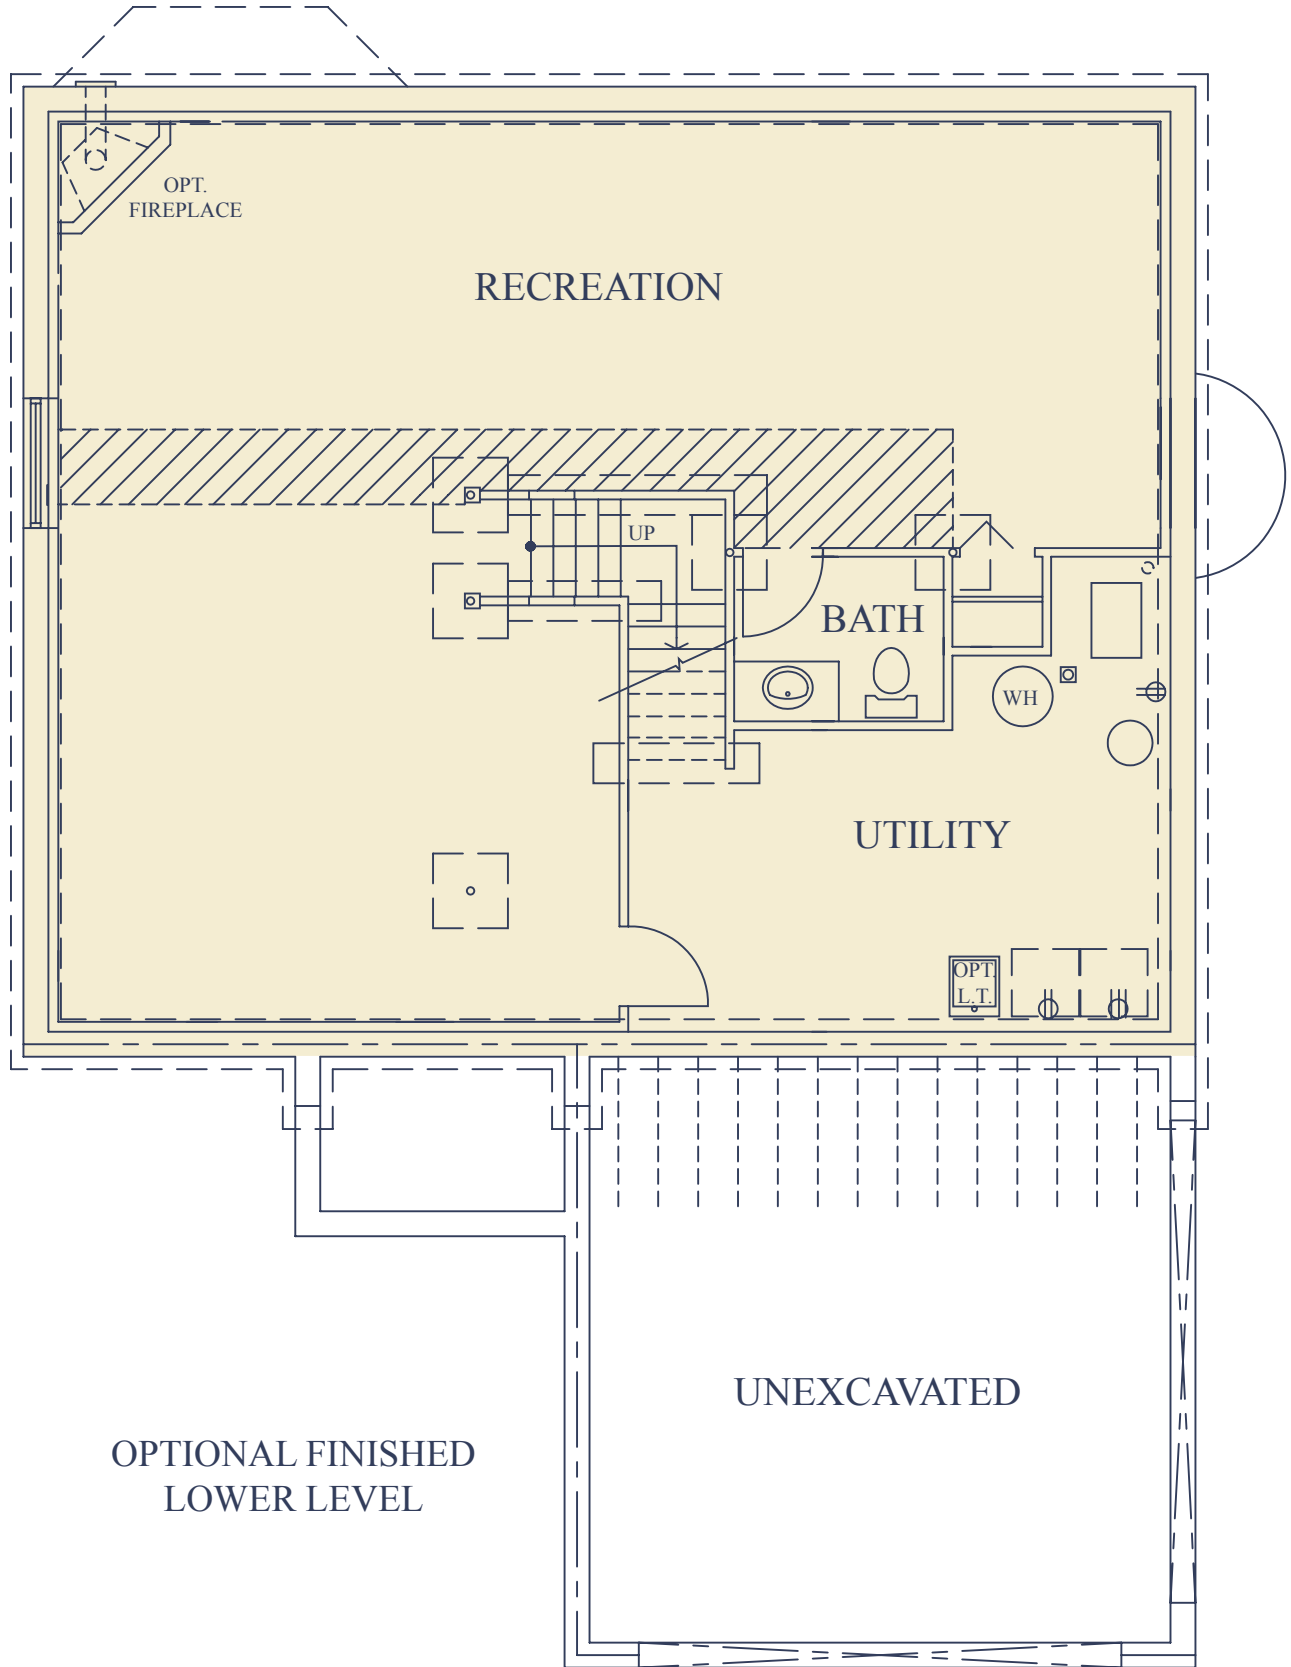 OPT.
FIREPLACE
RECREATION
UP
BATH
WH
UTILITY
OPT.
L.T.
UNEXCAVATED
OPTIONAL FINISHED
LOWER LEVEL